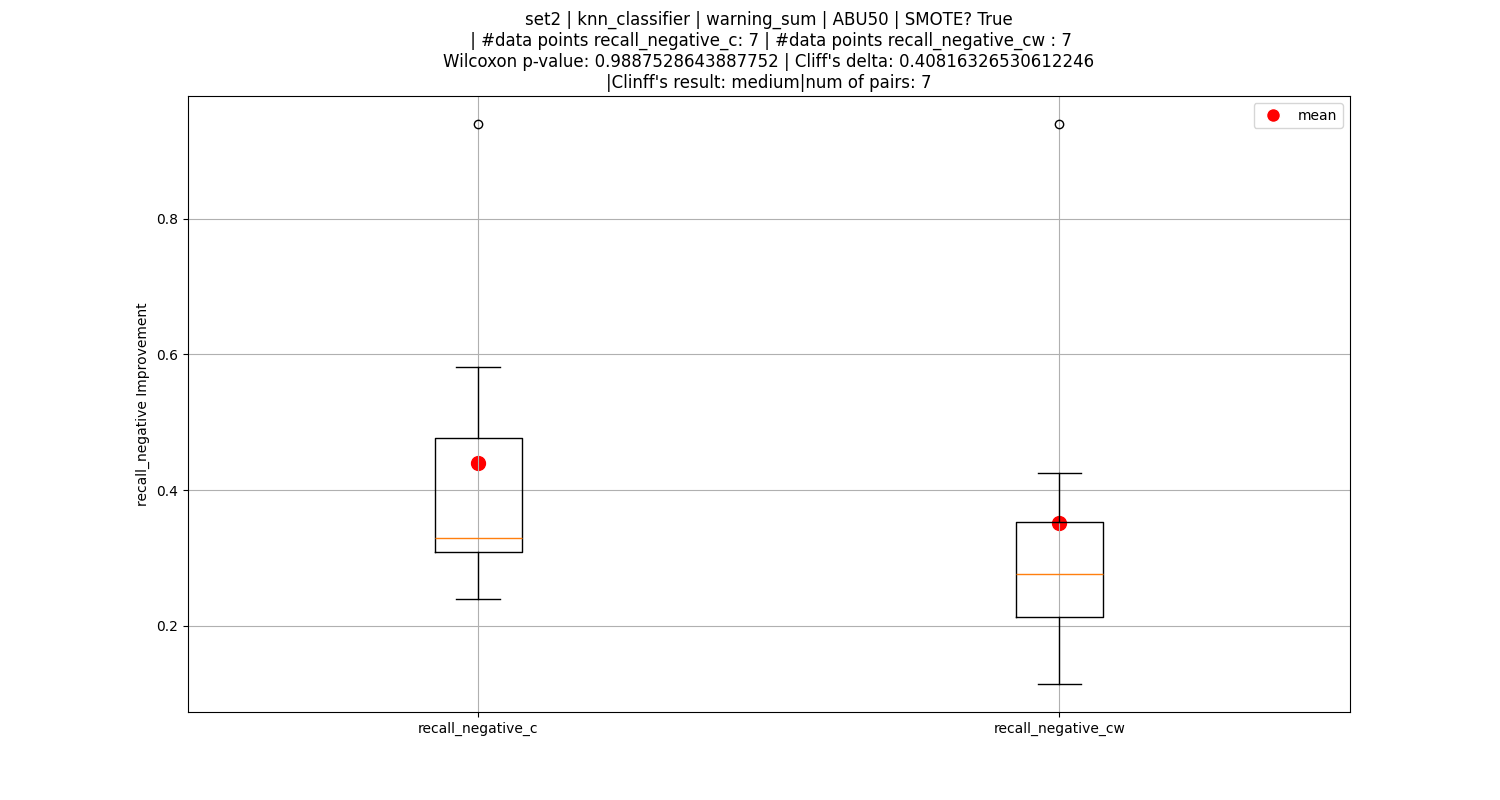 set2 | knn_classifier | warning_sum | ABU50 | SMOTE? True
| #data points recall_negative_c: 7 | #data points recall_negative_cw : 7
Wilcoxon p-value: 0.9887528643887752 | Cliff's delta: 0.40816326530612246
|Clinff's result: medium|num of pairs: 7
mean
0.8
0.6
0.4
0.2
recall_negative Improvement
recall_negative_c
recall_negative_cw